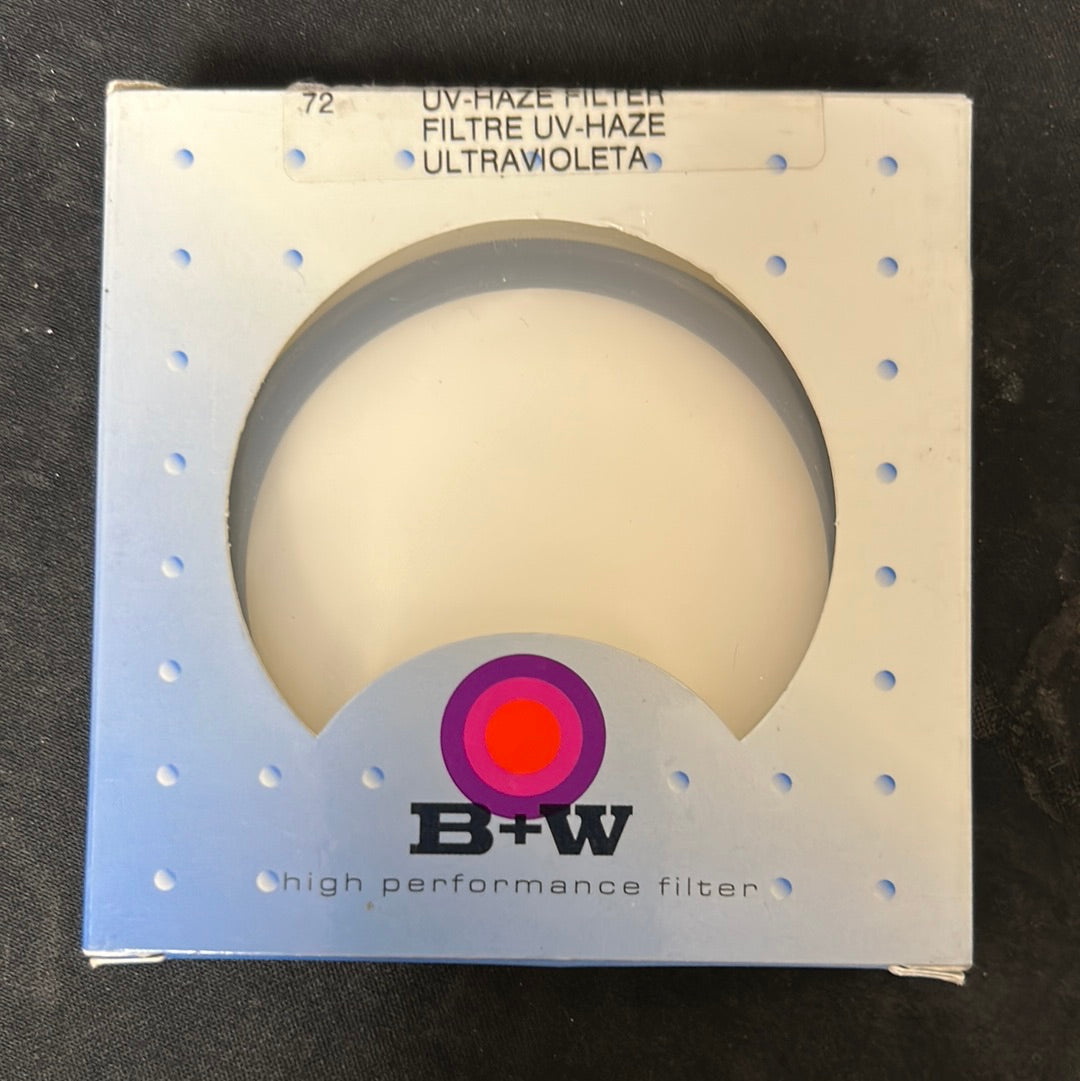 72
UV-HAZE FILTER
FILTRE UV-HAZE
ULTRAVIOLETA
B+W
high performance filter